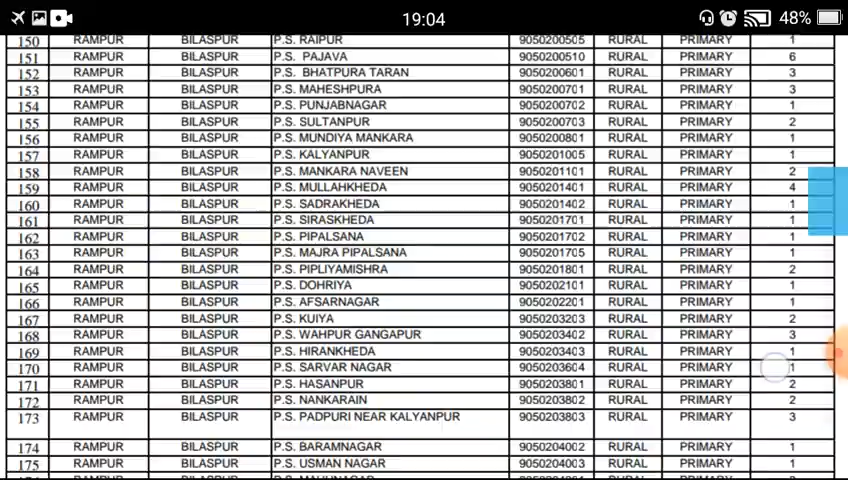 19:04 48%
150 RAMPUR BILASPUR P.S. RAIPUR 9050200505 RURAL PRIMARY 1
151 RAMPUR BILASPUR P.S. PAJAVA 9050200510 RURAL PRIMARY 6
152 RAMPUR BILASPUR P.S. BHATPURA TARAN 9050200601 RURAL PRIMARY 3
153 RAMPUR BILASPUR P.S. MAHESHPURA 9050200701 RURAL PRIMARY 3
154 RAMPUR BILASPUR P.S. PUNJABNAGAR 9050200702 RURAL PRIMARY 1
155 RAMPUR BILASPUR P.S. SULTANPUR 9050200703 RURAL PRIMARY 2
156 RAMPUR BILASPUR P.S. MUNDIYA MANKARA 9050200801 RURAL PRIMARY 1
157 RAMPUR BILASPUR P.S. KALYANPUR 9050201005 RURAL PRIMARY 1
158 RAMPUR BILASPUR P.S. MANKARA NAVEEN 9050201101 RURAL PRIMARY 2
159 RAMPUR BILASPUR P.S. MULLAHKHEDA 9050201401 RURAL PRIMARY 4
160 RAMPUR BILASPUR P.S. SADRAKHEDA 9050201402 RURAL PRIMARY 1
161 RAMPUR BILASPUR P.S. SIRASKHEDA 9050201701 RURAL PRIMARY 1
162 RAMPUR BILASPUR P.S. PIPALSANA 9050201702 RURAL PRIMARY 1
163 RAMPUR BILASPUR P.S. MAJRA PIPALSANA 9050201705 RURAL PRIMARY 1
164 RAMPUR BILASPUR P.S. PIPLIYAMISHRA 9050201801 RURAL PRIMARY 2
165 RAMPUR BILASPUR P.S. DOHRIYA 9050202101 RURAL PRIMARY 1
166 RAMPUR BILASPUR P.S. AFSARNAGAR 9050202201 RURAL PRIMARY 1
167 RAMPUR BILASPUR P.S. KUIYA 9050203203 RURAL PRIMARY 2
168 RAMPUR BILASPUR P.S. WAHPUR GANGAPUR 9050203402 RURAL PRIMARY 3
169 RAMPUR BILASPUR P.S. HIRANKHEDA 9050203403 RURAL PRIMARY 1
170 RAMPUR BILASPUR P.S. SARVAR NAGAR 9050203604 RURAL PRIMARY 1
171 RAMPUR BILASPUR P.S. HASANPUR 9050203801 RURAL PRIMARY 2
172 RAMPUR BILASPUR P.S. NANKARAIN 9050203802 RURAL PRIMARY 2
173 RAMPUR BILASPUR P.S. PADPURI NEAR KALYANPUR 9050203803 RURAL PRIMARY 3
174 RAMPUR BILASPUR P.S. BARAMNAGAR 9050204002 RURAL PRIMARY 1
175 RAMPUR BILASPUR P.S. USMAN NAGAR 9050204003 RURAL PRIMARY 1